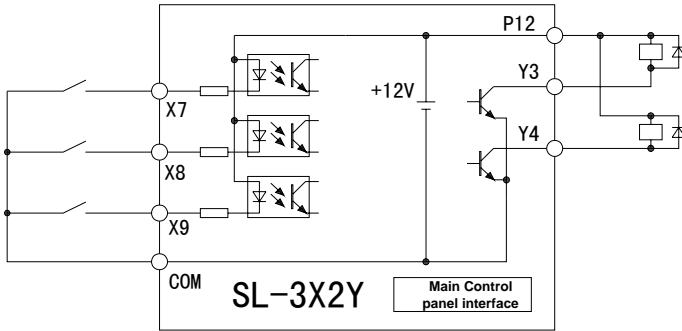 P12
Y3
+12V
X7
Y4
X8
X9
COM
SL-3X2Y
Main Control
panel interface